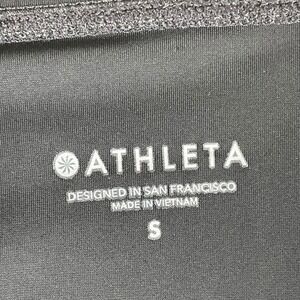 ATHLETA
DESIGNED IN SAN FRANCISCO
MADE IN VIETNAM
S